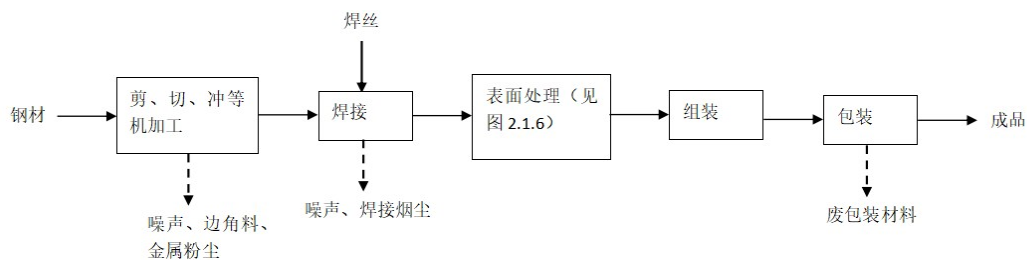 焊丝
钢材
剪、切、冲等
机加工
焊接
表面处理（见
图 2.1.6）
组装
包装
成品
噪声、边角料、
金属粉尘
噪声、焊接烟尘
废包装材料